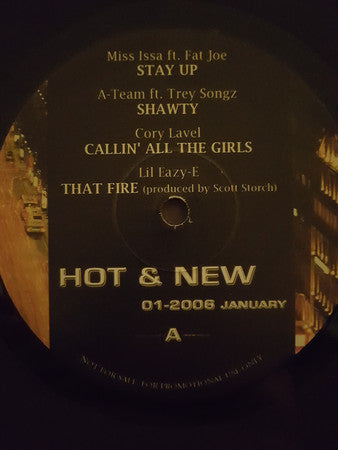 Miss Issa ft. Fat Joe
STAY UP
A-Team ft. Trey Songz
SHAWTY
Cory Lavel
CALLIN' ALL THE GIRLS
Lil Eazy-E
THAT FIRE (produced by Scott Storch)
HOT & NEW
01-2006 JANUARY
A
NOT FOR SALE. FOR PROMOTIONAL USE ONLY